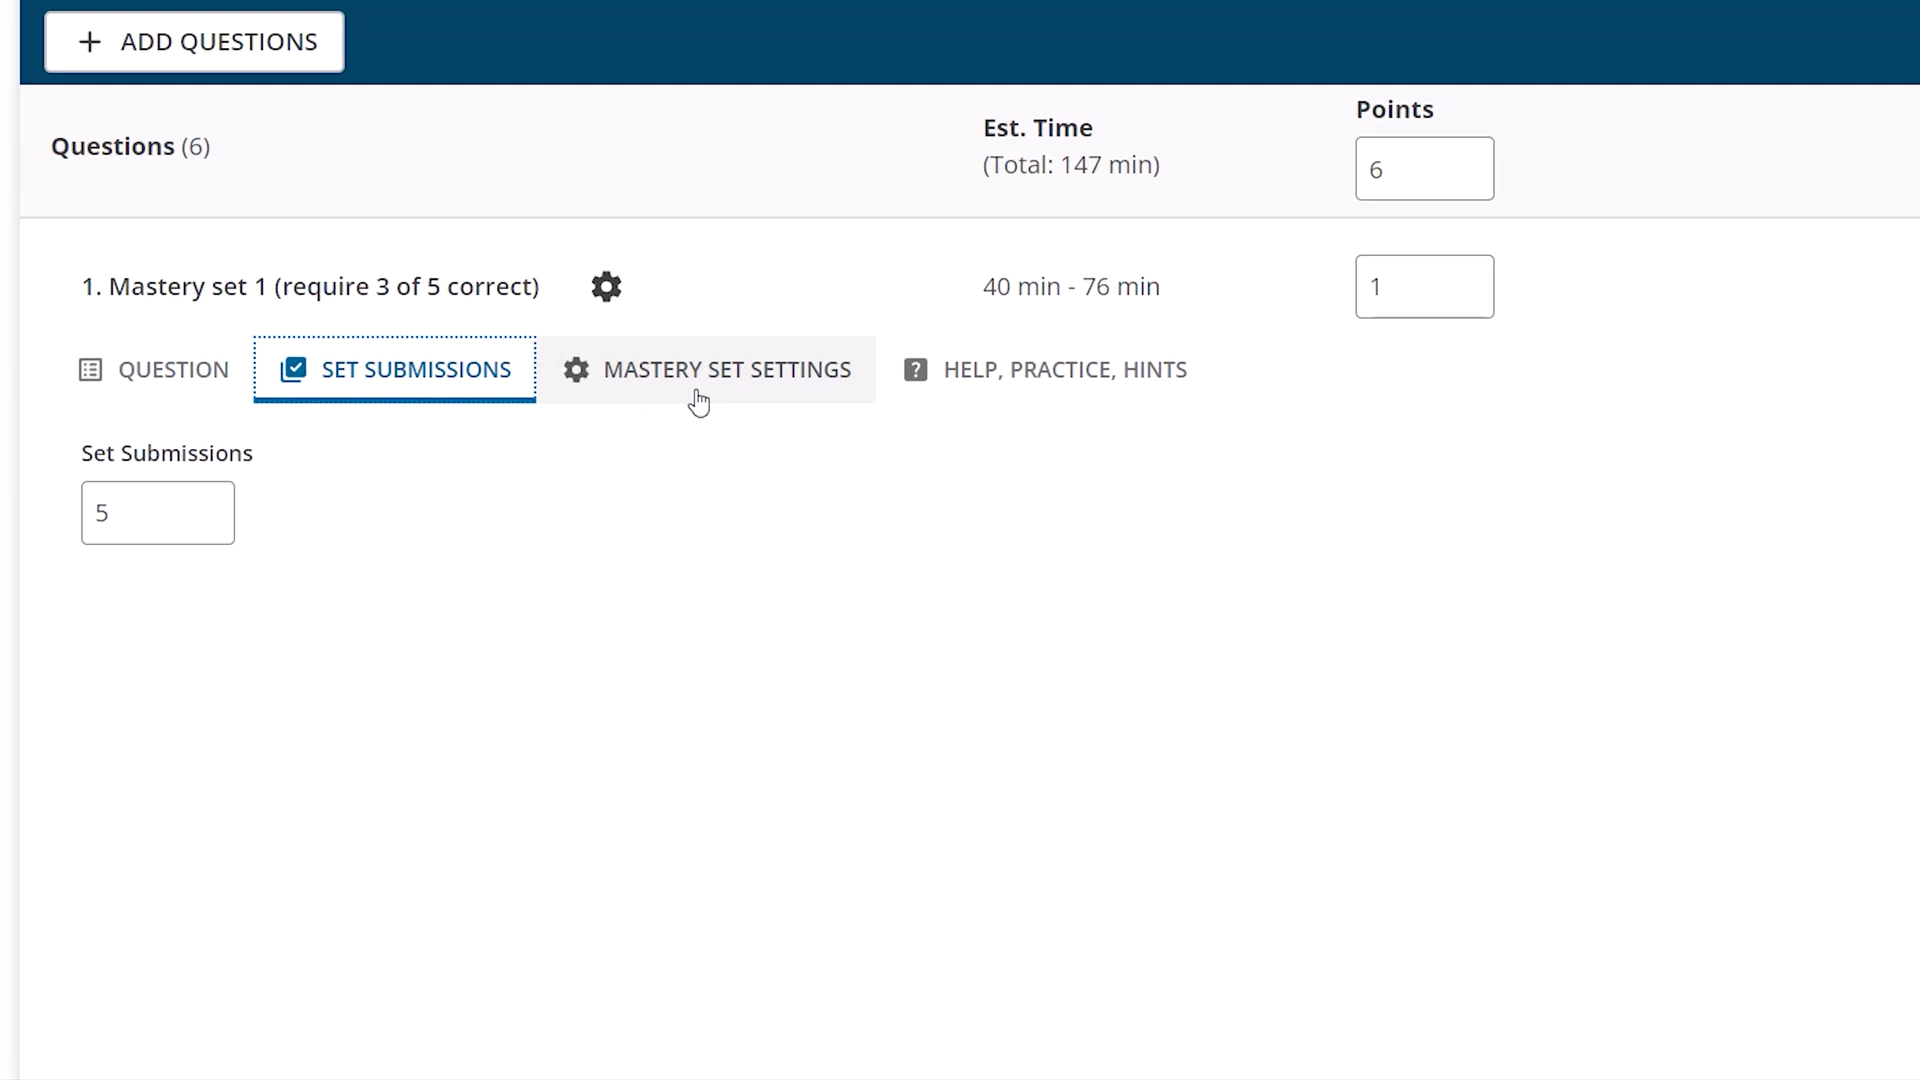 + ADD QUESTIONS
Questions (6)
Est. Time
(Total: 147 min)
Points
6
1. Mastery set 1 (require 3 of 5 correct)
40 min - 76 min
1
QUESTION
SET SUBMISSIONS
MASTERY SET SETTINGS
? HELP, PRACTICE, HINTS
Set Submissions
5